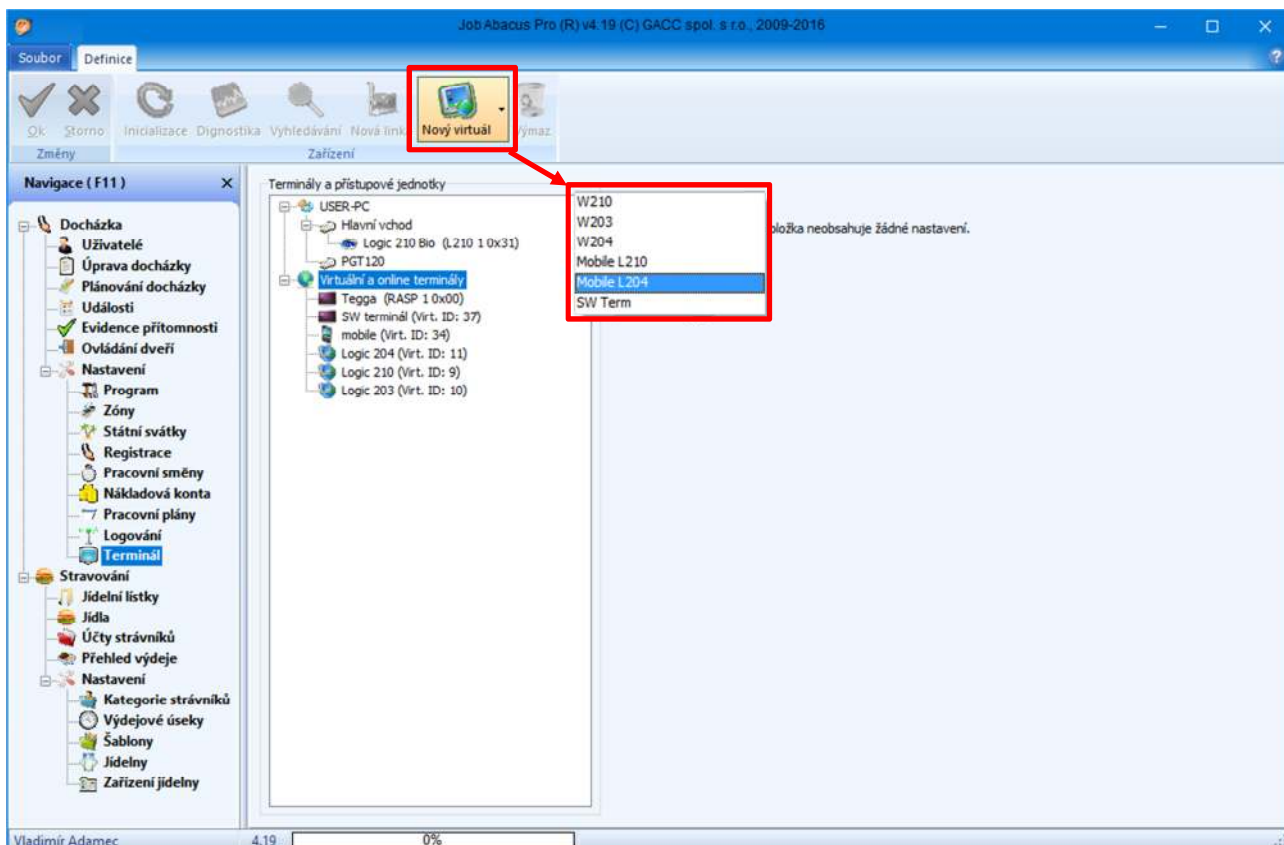 Job Abacus Pro (R) v4.19 (C) GACC spol. s r.o., 2009-2016
Soubor Definice
Ok Storno Inicializace Dignostika Vyhledávání Nová link Nový virtuál Výmaz
Změny Zařízení
Navigace ( F11 ) X
Docházka
Uživatelé
Úprava docházky
Plánování docházky
Události
Evidence přítomnosti
Ovládání dveří
Nastavení
Program
Zóny
Státní svátky
Registrace
Pracovní směny
Nákladová konta
Pracovní plány
Logování
Terminál
Stravování
Jídelní lístky
Jídla
Účty strávníků
Přehled výdeje
Nastavení
Kategorie strávníků
Výdejové úseky
Šablony
Jídelny
Zařízení jídelny
Terminály a přístupové jednotky
USER-PC
Hlavní vchod
Logic 210 Bio (L210 1 0x31)
PGT120
Virtuální a online terminály
Tegga (RASP 1 0x00)
SW terminál (Virt. ID: 37)
mobile (Virt. ID: 34)
Logic 204 (Virt. ID: 11)
Logic 210 (Virt. ID: 9)
Logic 203 (Virt. ID: 10)
W210
W203
W204
Mobile L210
Mobile L204
SW Term
oložka neobsahuje žádné nastavení.
Vladimír Adamec 4.19 0%